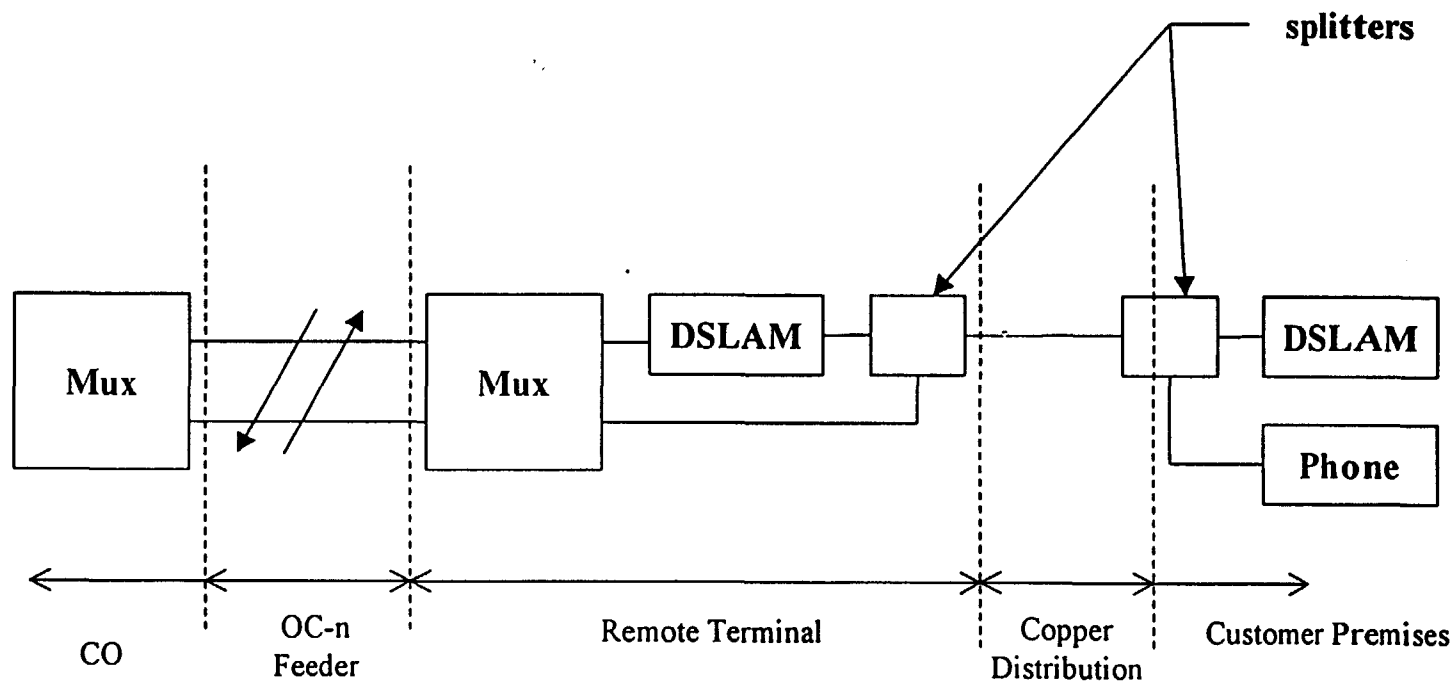 splitters
Mux
Mux
DSLAM
DSLAM
Phone
CO
OC-n
Feeder
Remote Terminal
Copper
Distribution
Customer Premises